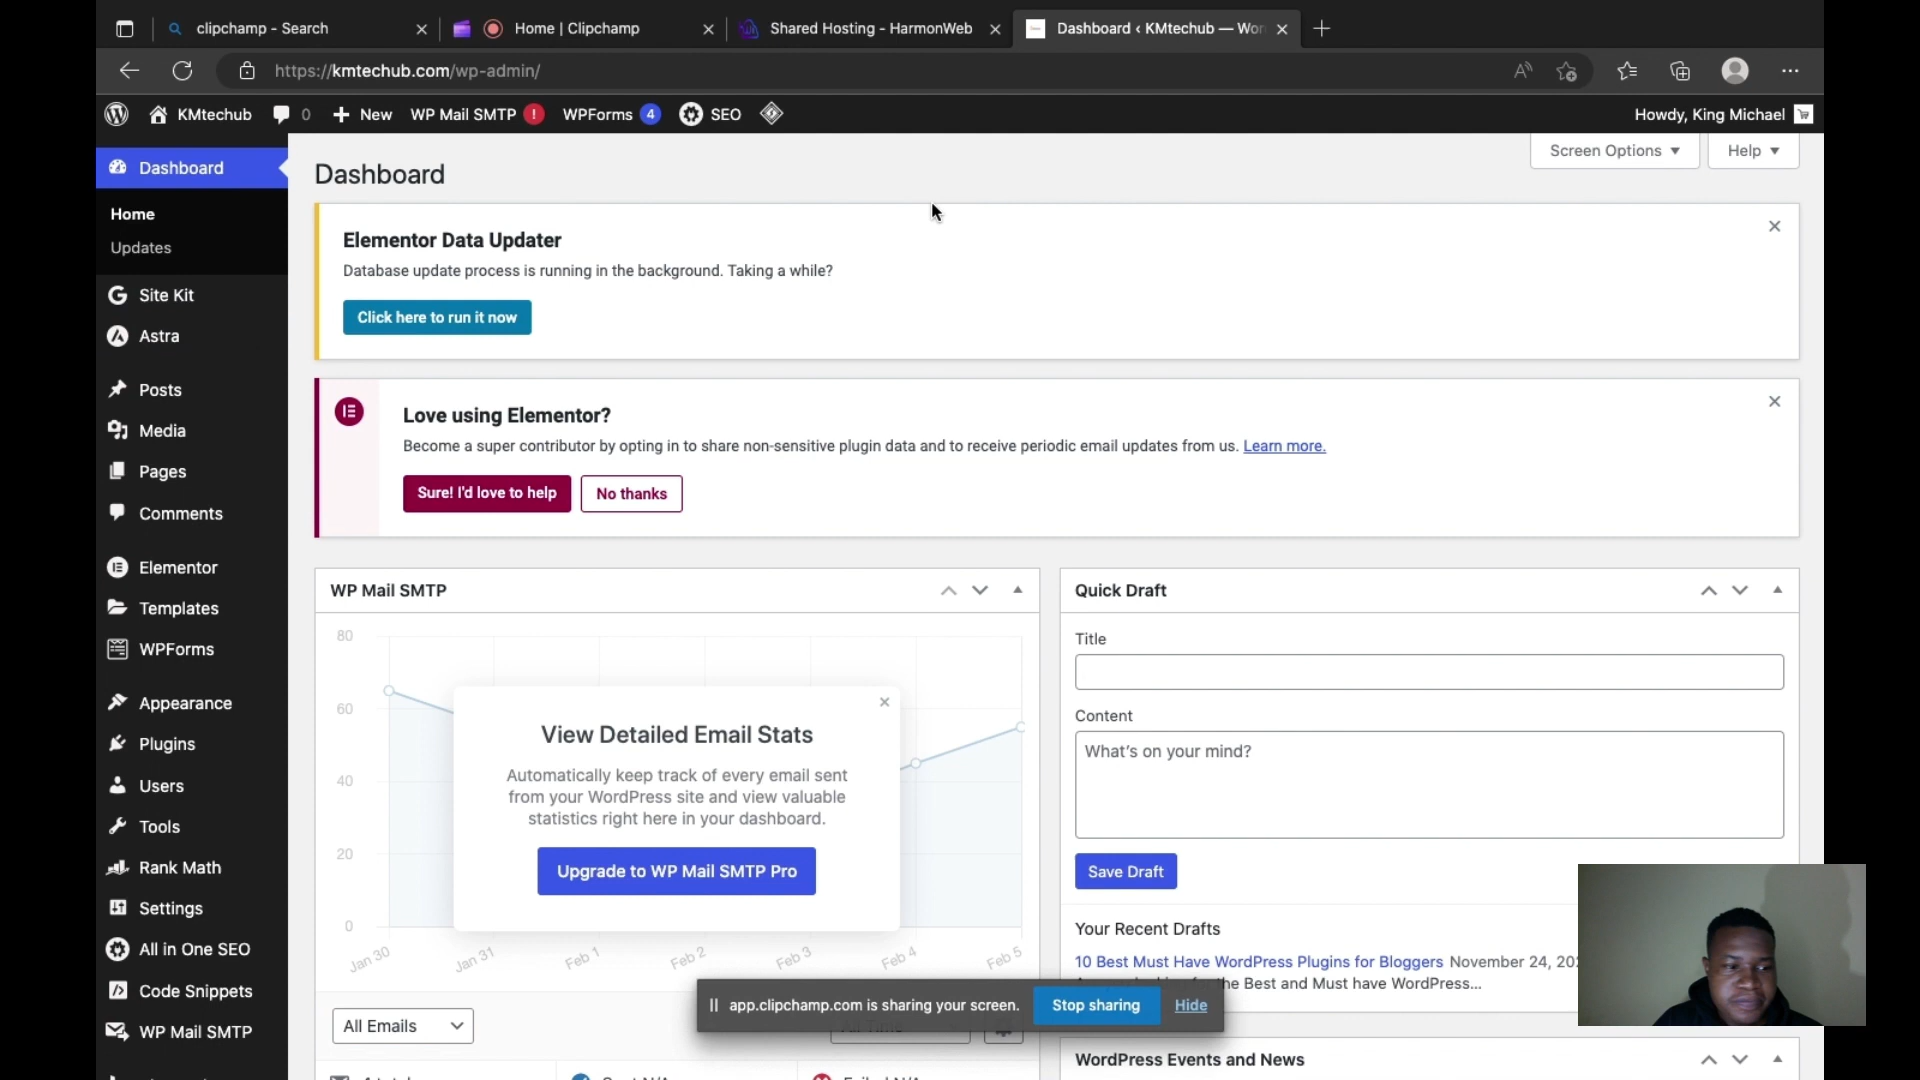 clipchamp - Search
Home | Clipchamp
Shared Hosting - HarmonWeb
Dashboard ‹ KMtechub — Wor
https://kmtechub.com/wp-admin/
KMtechub
0
New
WP Mail SMTP !
WPForms 4
SEO
Howdy, King Michael
Dashboard
Home
Updates
Site Kit
Astra
Posts
Media
Pages
Comments
Elementor
Templates
WPForms
Appearance
Plugins
Users
Tools
Rank Math
Settings
All in One SEO
Code Snippets
WP Mail SMTP
Screen Options
Help
Dashboard
Elementor Data Updater
Database update process is running in the background. Taking a while?
Click here to run it now
Love using Elementor?
Become a super contributor by opting in to share non-sensitive plugin data and to receive periodic email updates from us. Learn more.
Sure! I'd love to help
No thanks
WP Mail SMTP
80
60
40
20
0
Jan 30
Jan 31
Feb 1
Feb 2
Feb 3
Feb 4
Feb 5
View Detailed Email Stats
Automatically keep track of every email sent
from your WordPress site and view valuable
statistics right here in your dashboard.
Upgrade to WP Mail SMTP Pro
All Emails
Quick Draft
Title
Content
What's on your mind?
Save Draft
Your Recent Drafts
10 Best Must Have WordPress Plugins for Bloggers November 24, 202
the Best and Must have WordPress...
WordPress Events and News
app.clipchamp.com is sharing your screen.
Stop sharing
Hide